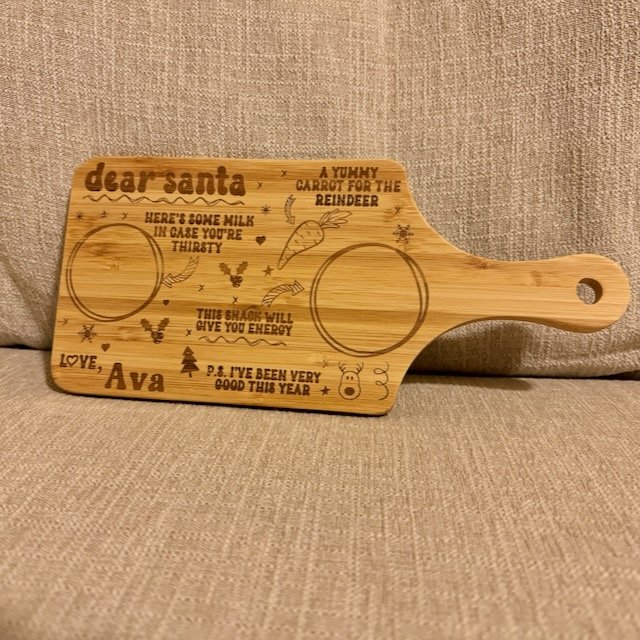 dear santa
A YUMMY
CARROT FOR THE
REINDEER
HERE'S SOME MILK
IN CASE YOU'RE
THIRSTY
THIS SNACK WILL
GIVE YOU ENERGY
P.S. I'VE BEEN VERY
GOOD THIS YEAR
LOVE,
Ava